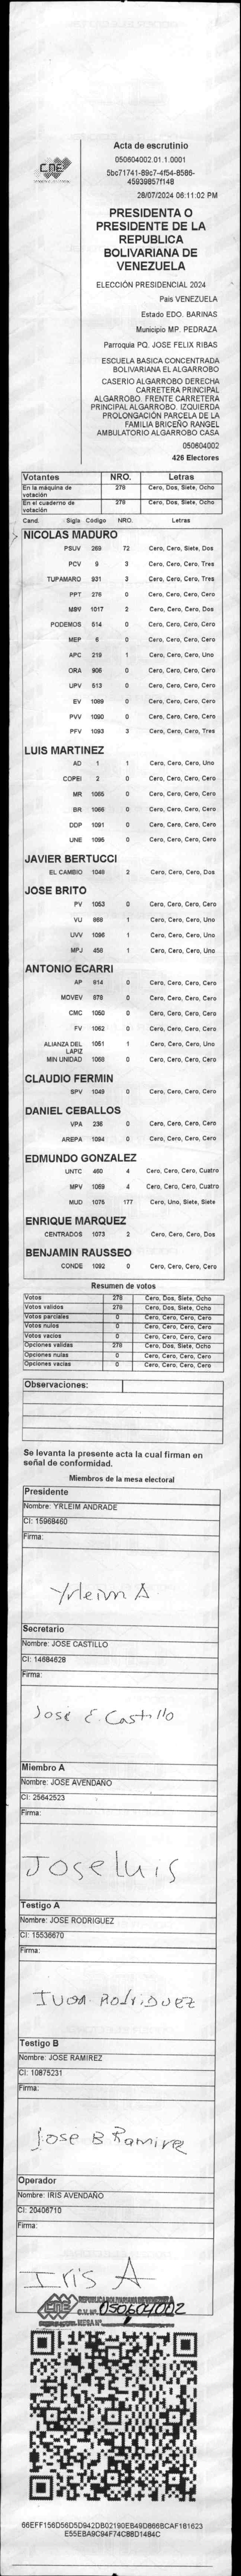 CNE
Acta de escrutinio
050604002.01.1.0001
5bc71741-89c7-4f54-8586-
45939857f148
28/07/2024 06:11:02 PM
PRESIDENTA O
PRESIDENTE DE LA
REPUBLICA
BOLIVARIANA DE
VENEZUELA
ELECCIÓN PRESIDENCIAL 2024
País VENEZUELA
Estado EDO. BARINAS
Municipio MP. PEDRAZA
Parroquia PQ. JOSE FELIX RIBAS
ESCUELA BASICA CONCENTRADA
BOLIVARIANA EL ALGARROBO
CASERIO ALGARROBO DERECHA
CARRETERA PRINCIPAL
ALGARROBO. FRENTE CARRETERA
PRINCIPAL ALGARROBO. IZQUIERDA
PROLONGACIÓN PARCELA DE LA
FAMILIA BRICEÑO RANGEL
AMBULATORIO ALGARROBO CASA
050604002
426 Electores
Votantes NRO. Letras
En la máquina de votación 278 Cero, Dos, Siete, Ocho
En el cuaderno de votación 278 Cero, Dos, Siete, Ocho
Cand. Sigla Código NRO. Letras
NICOLAS MADURO
PSUV 269 72 Cero, Cero, Siete, Dos
PCV 9 3 Cero, Cero, Cero, Tres
TUPAMARO 931 3 Cero, Cero, Cero, Tres
PPT 276 0 Cero, Cero, Cero, Cero
MSV 1017 2 Cero, Cero, Cero, Dos
PODEMOS 514 0 Cero, Cero, Cero, Cero
MEP 6 0 Cero, Cero, Cero, Cero
APC 219 1 Cero, Cero, Cero, Uno
ORA 906 0 Cero, Cero, Cero, Cero
UPV 513 0 Cero, Cero, Cero, Cero
EV 1089 0 Cero, Cero, Cero, Cero
PVV 1090 0 Cero, Cero, Cero, Cero
PFV 1093 3 Cero, Cero, Cero, Tres
LUIS MARTINEZ
AD 1 1 Cero, Cero, Cero, Uno
COPEI 2 0 Cero, Cero, Cero, Cero
MR 1065 0 Cero, Cero, Cero, Cero
BR 1066 0 Cero, Cero, Cero, Cero
DDP 1091 0 Cero, Cero, Cero, Cero
UNE 1095 0 Cero, Cero, Cero, Cero
JAVIER BERTUCCI
EL CAMBIO 1048 2 Cero, Cero, Cero, Dos
JOSE BRITO
PV 1053 0 Cero, Cero, Cero, Cero
VU 868 1 Cero, Cero, Cero, Uno
UVV 1096 1 Cero, Cero, Cero, Uno
MPJ 458 1 Cero, Cero, Cero, Uno
ANTONIO ECARRI
AP 814 0 Cero, Cero, Cero, Cero
MOVEV 878 0 Cero, Cero, Cero, Cero
CMC 1050 0 Cero, Cero, Cero, Cero
FV 1062 0 Cero, Cero, Cero, Cero
ALIANZA DEL LAPIZ 1051 1 Cero, Cero, Cero, Uno
MIN UNIDAD 1068 0 Cero, Cero, Cero, Cero
CLAUDIO FERMIN
SPV 1049 0 Cero, Cero, Cero, Cero
DANIEL CEBALLOS
VPA 236 0 Cero, Cero, Cero, Cero
AREPA 1094 0 Cero, Cero, Cero, Cero
EDMUNDO GONZALEZ
UNTC 460 4 Cero, Cero, Cero, Cuatro
MPV 1069 4 Cero, Cero, Cero, Cuatro
MUD 1075 177 Cero, Uno, Siete, Siete
ENRIQUE MARQUEZ
CENTRADOS 1073 2 Cero, Cero, Cero, Dos
BENJAMIN RAUSSEO
CONDE 1092 0 Cero, Cero, Cero, Cero
Resumen de votos
Votos 278 Cero, Dos, Siete, Ocho
Votos validos 278 Cero, Dos, Siete, Ocho
Votos parciales 0 Cero, Cero, Cero, Cero
Votos nulos 0 Cero, Cero, Cero, Cero
Votos vacíos 0 Cero, Cero, Cero, Cero
Opciones validas 278 Cero, Dos, Siete, Ocho
Opciones nulas 0 Cero, Cero, Cero, Cero
Opciones vacías 0 Cero, Cero, Cero, Cero
Observaciones:
Se levanta la presente acta la cual firman en
señal de conformidad.
Miembros de la mesa electoral
Presidente
Nombre: YRLEIM ANDRADE
CI: 15968460
Firma:
Yrleim A
Secretario
Nombre: JOSE CASTILLO
CI: 14684628
Firma:
Jose E. Castillo
Miembro A
Nombre: JOSE AVENDAÑO
CI: 25642523
Firma:
Joseluis
Testigo A
Nombre: JOSE RODRIGUEZ
CI: 15536670
Firma:
Rodriguez
Testigo B
Nombre: JOSE RAMIREZ
CI: 10875231
Firma:
Jose B Ramire
Operador
Nombre: IRIS AVENDAÑO
CI: 20406710
Firma:
Iris A
CNE REPUBLICA BOLIVARIANA DE VENEZUELA
C.V. Nº 050604002
MESA Nº 1
66EFF156D56D5D942DB02190EB49D866BCAF181623
E55EBA9C94F74C88D1484C